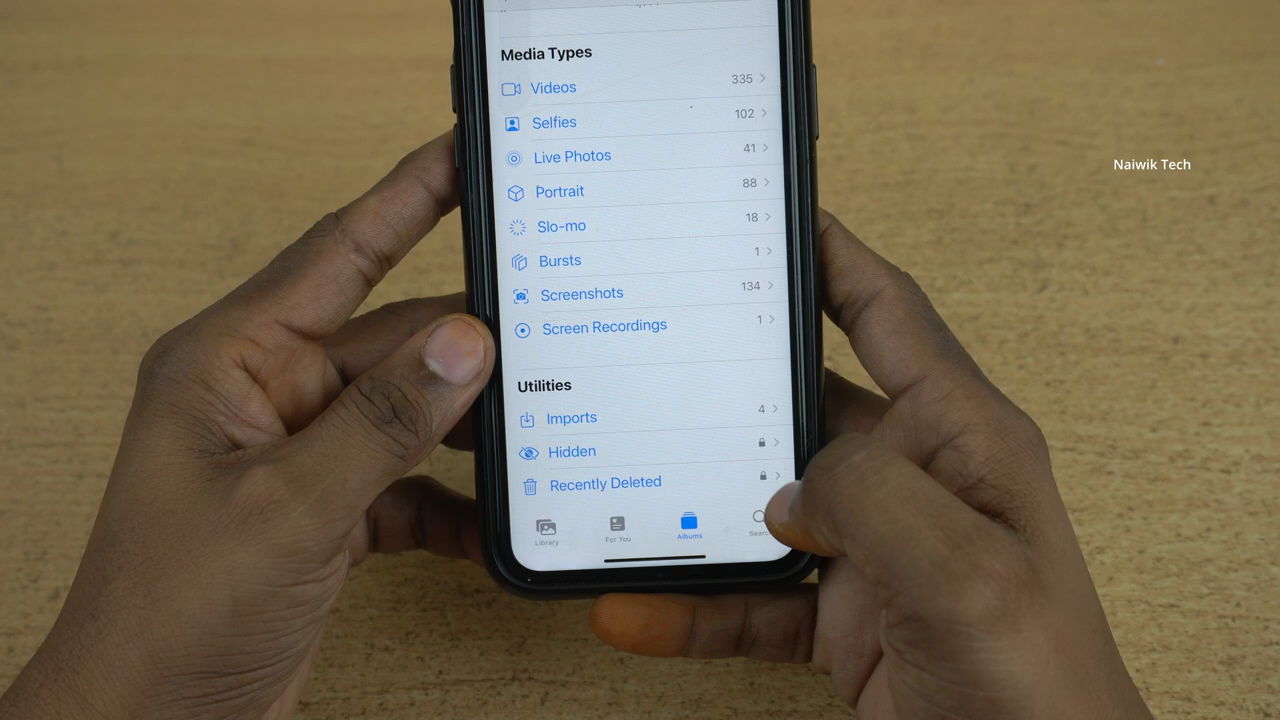 Media Types
Videos 335
Selfies 102
Live Photos 41
Portrait 88
Slo-mo 18
Bursts 1
Screenshots 134
Screen Recordings 1
Utilities
Imports 4
Hidden
Recently Deleted
Library For You Albums
Naiwik Tech